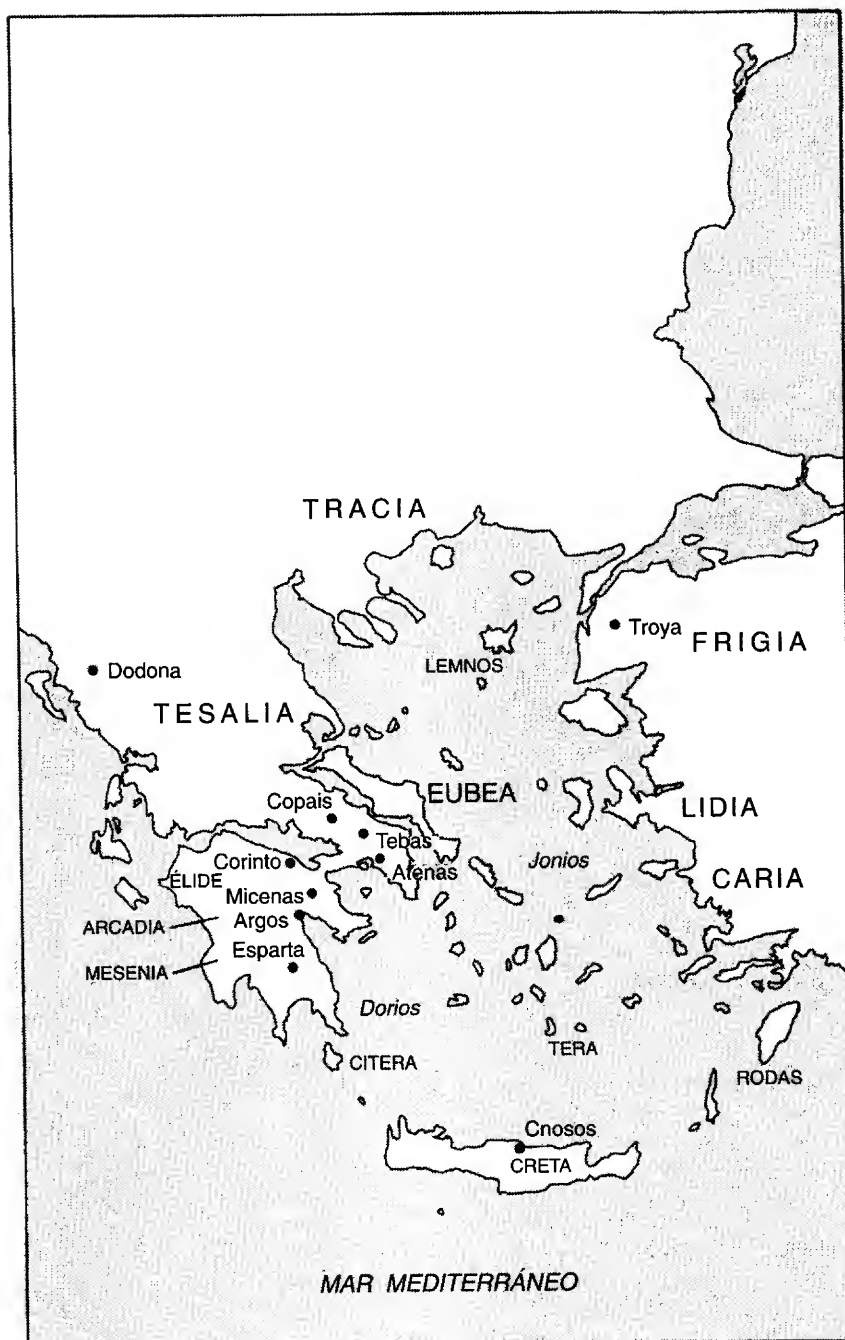 TRACIA
Troya
FRIGIA
LEMNOS
Dodona
TESALIA
EUBEA
LIDIA
Copais
Tebas
Jonios
Corinto
Atenas
ÉLIDE
CARIA
Micenas
ARCADIA
Argos
Esparta
MESENIA
Dorios
TERA
CITERA
RODAS
Cnosos
CRETA
MAR MEDITERRÁNEO